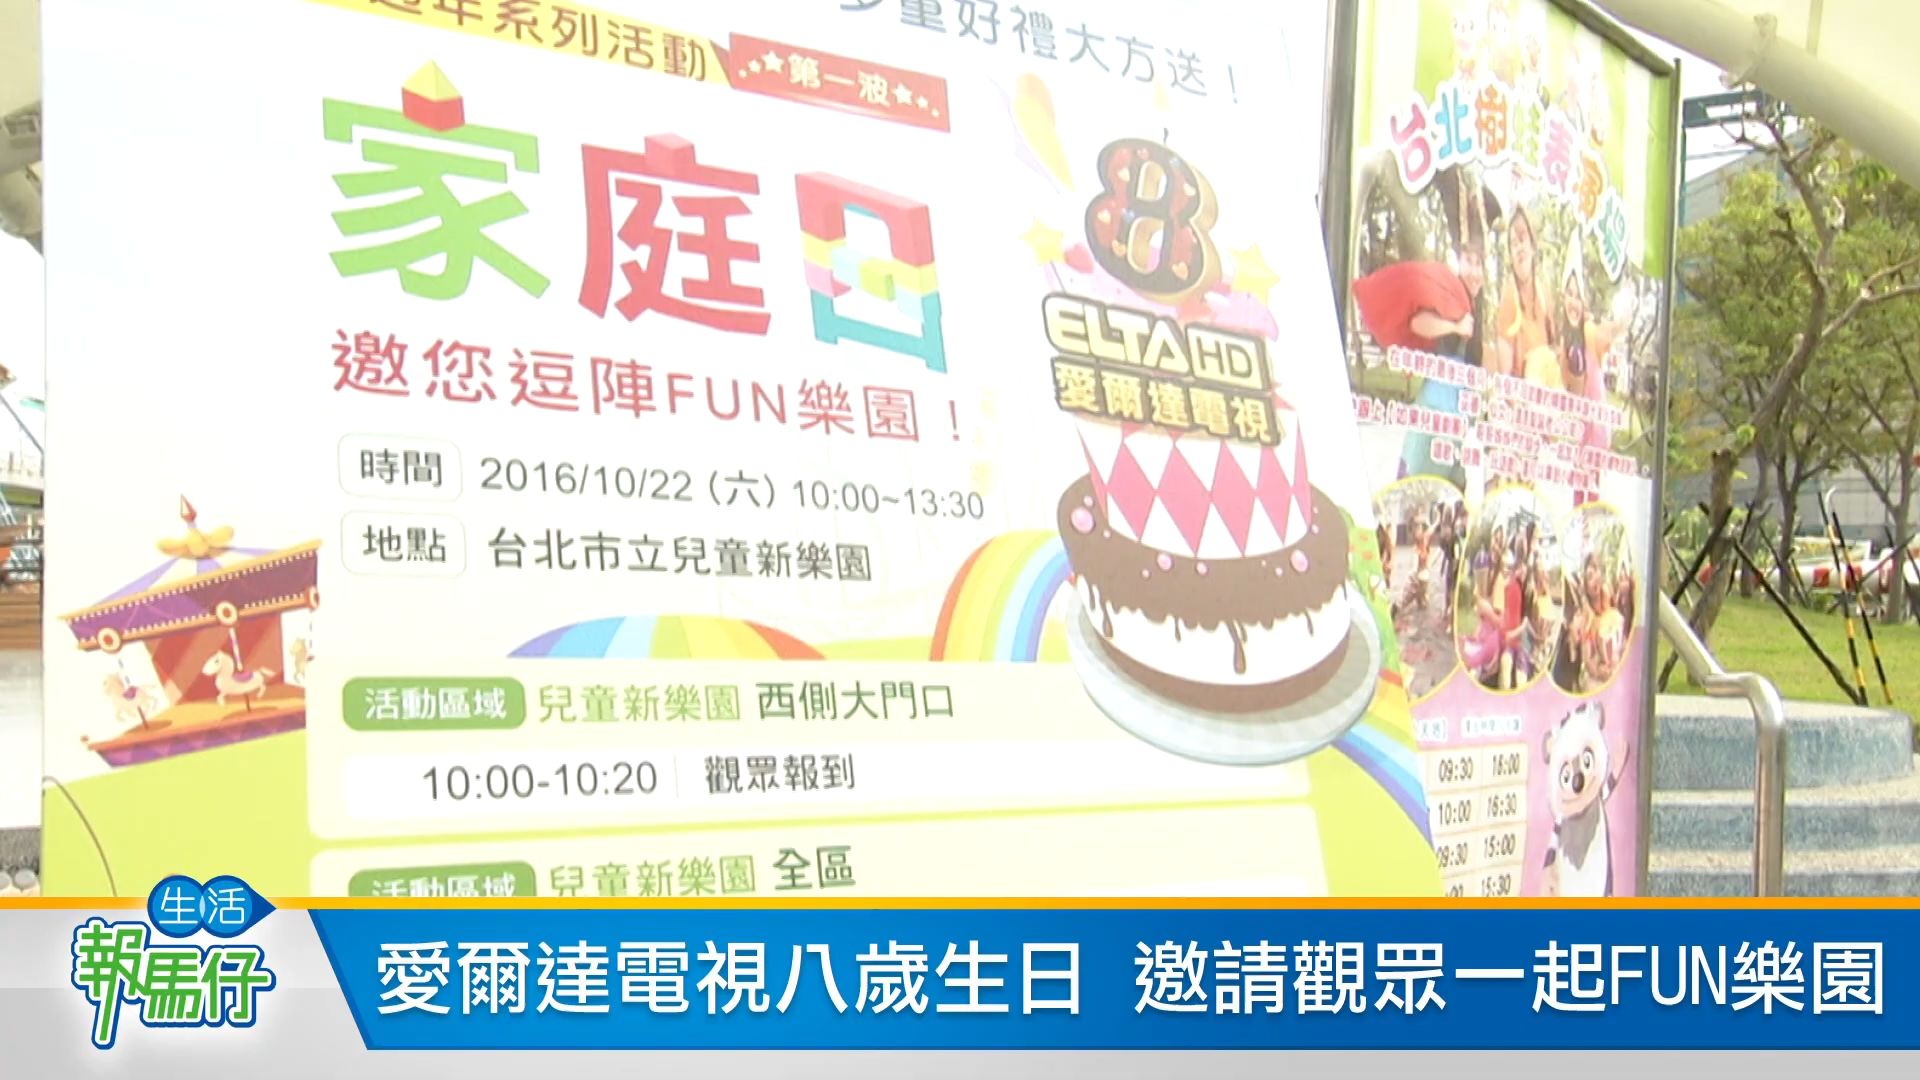 週年系列活動
第一波
多重好禮大方送！
家庭日
邀您逗陣FUN樂園！
時間 2016/10/22（六）10:00~13:30
地點 台北市立兒童新樂園
8
ELTA HD
愛爾達電視
活動區域 兒童新樂園 西側大門口
10:00-10:20 觀眾報到
活動區域 兒童新樂園 全區
台北樹蛙表演場
09:30 16:00
10:00 16:30
09:30 15:00
15:30
生活
報馬仔
愛爾達電視八歲生日 邀請觀眾一起FUN樂園